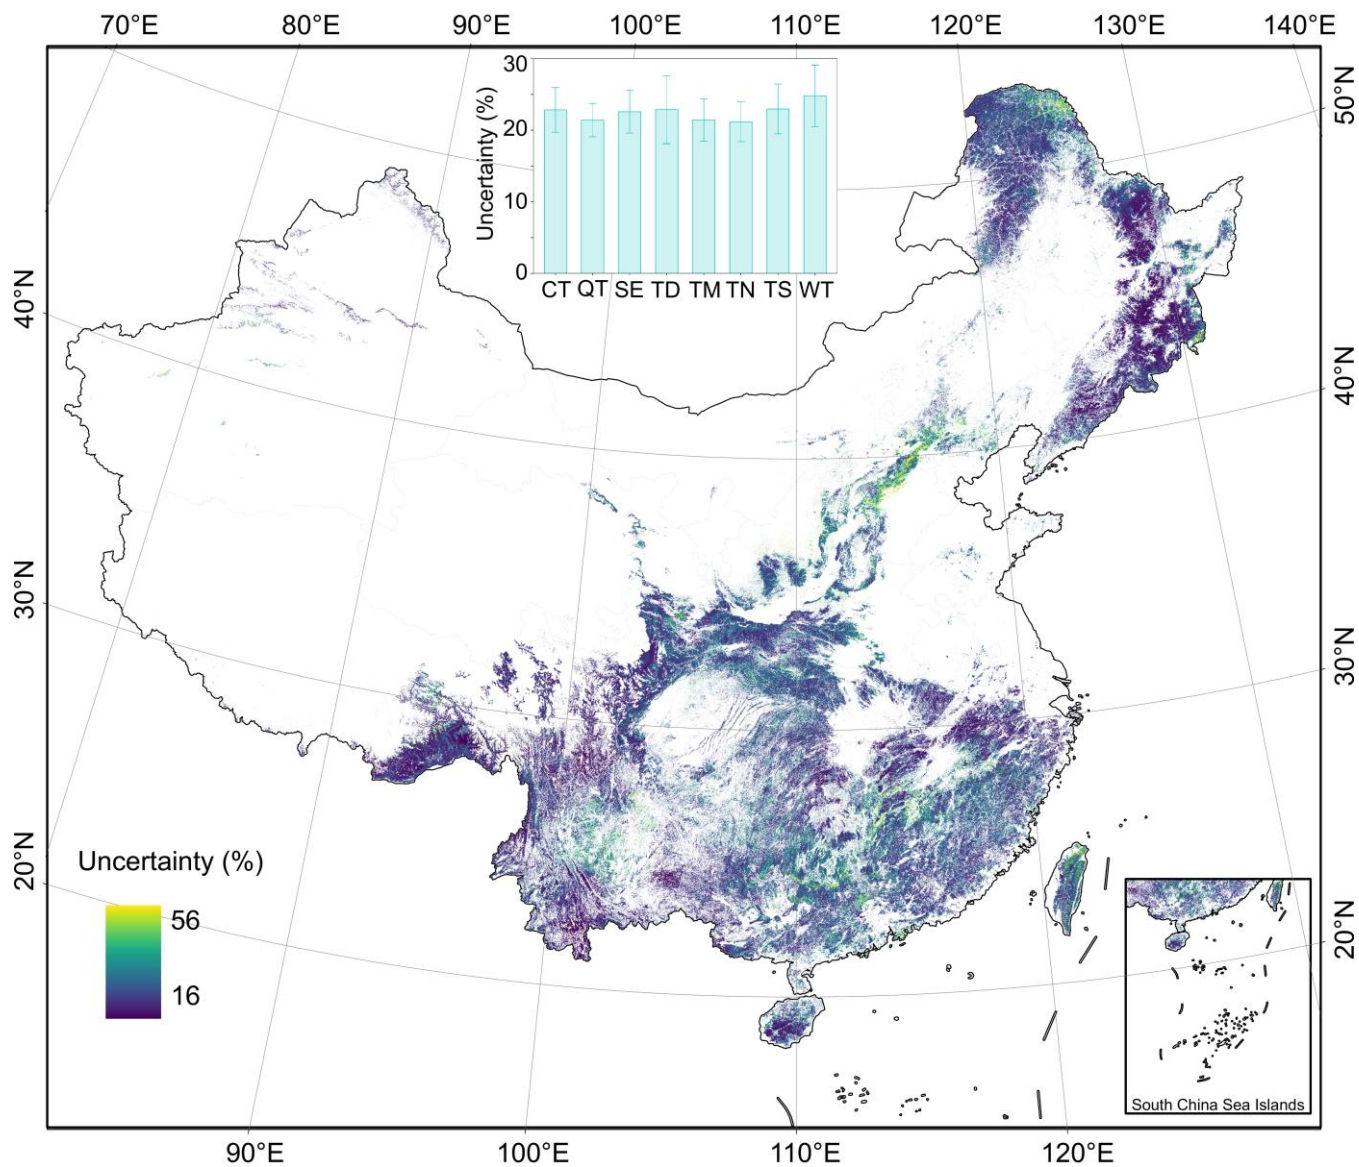 70°E 80°E 90°E 100°E 110°E 120°E 130°E 140°E
Uncertainty (%)
30
20
10
0
CT QT SE TD TM TN TS WT
40°N
30°N
20°N
50°N
40°N
30°N
20°N
Uncertainty (%)
56
16
South China Sea Islands
90°E 100°E 110°E 120°E